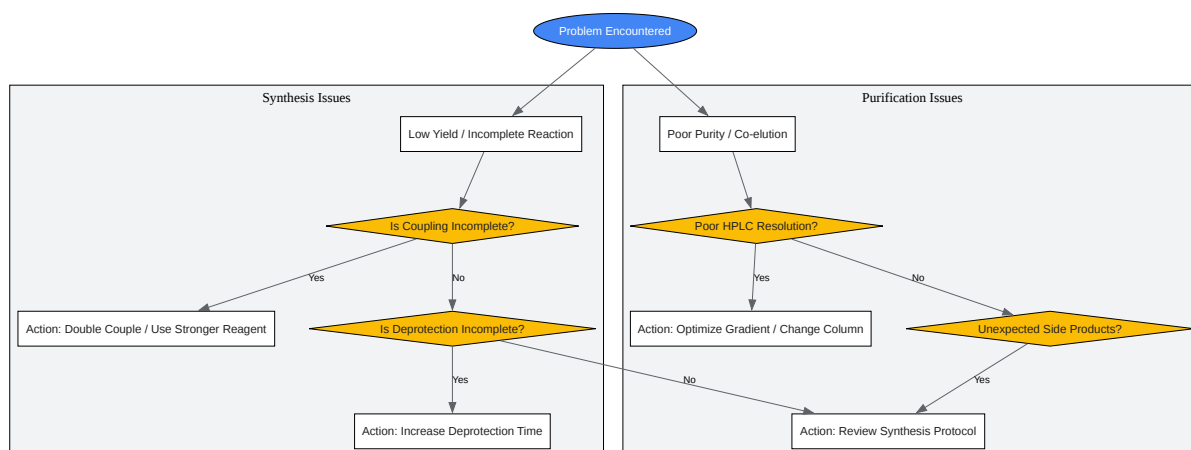 Problem Encountered
Synthesis Issues
Purification Issues
Low Yield / Incomplete Reaction
Poor Purity / Co-elution
Is Coupling Incomplete?
Poor HPLC Resolution?
Yes
No
Yes
No
Action: Double Couple / Use Stronger Reagent
Is Deprotection Incomplete?
Action: Optimize Gradient / Change Column
Unexpected Side Products?
Yes
No
Yes
Action: Increase Deprotection Time
Action: Review Synthesis Protocol